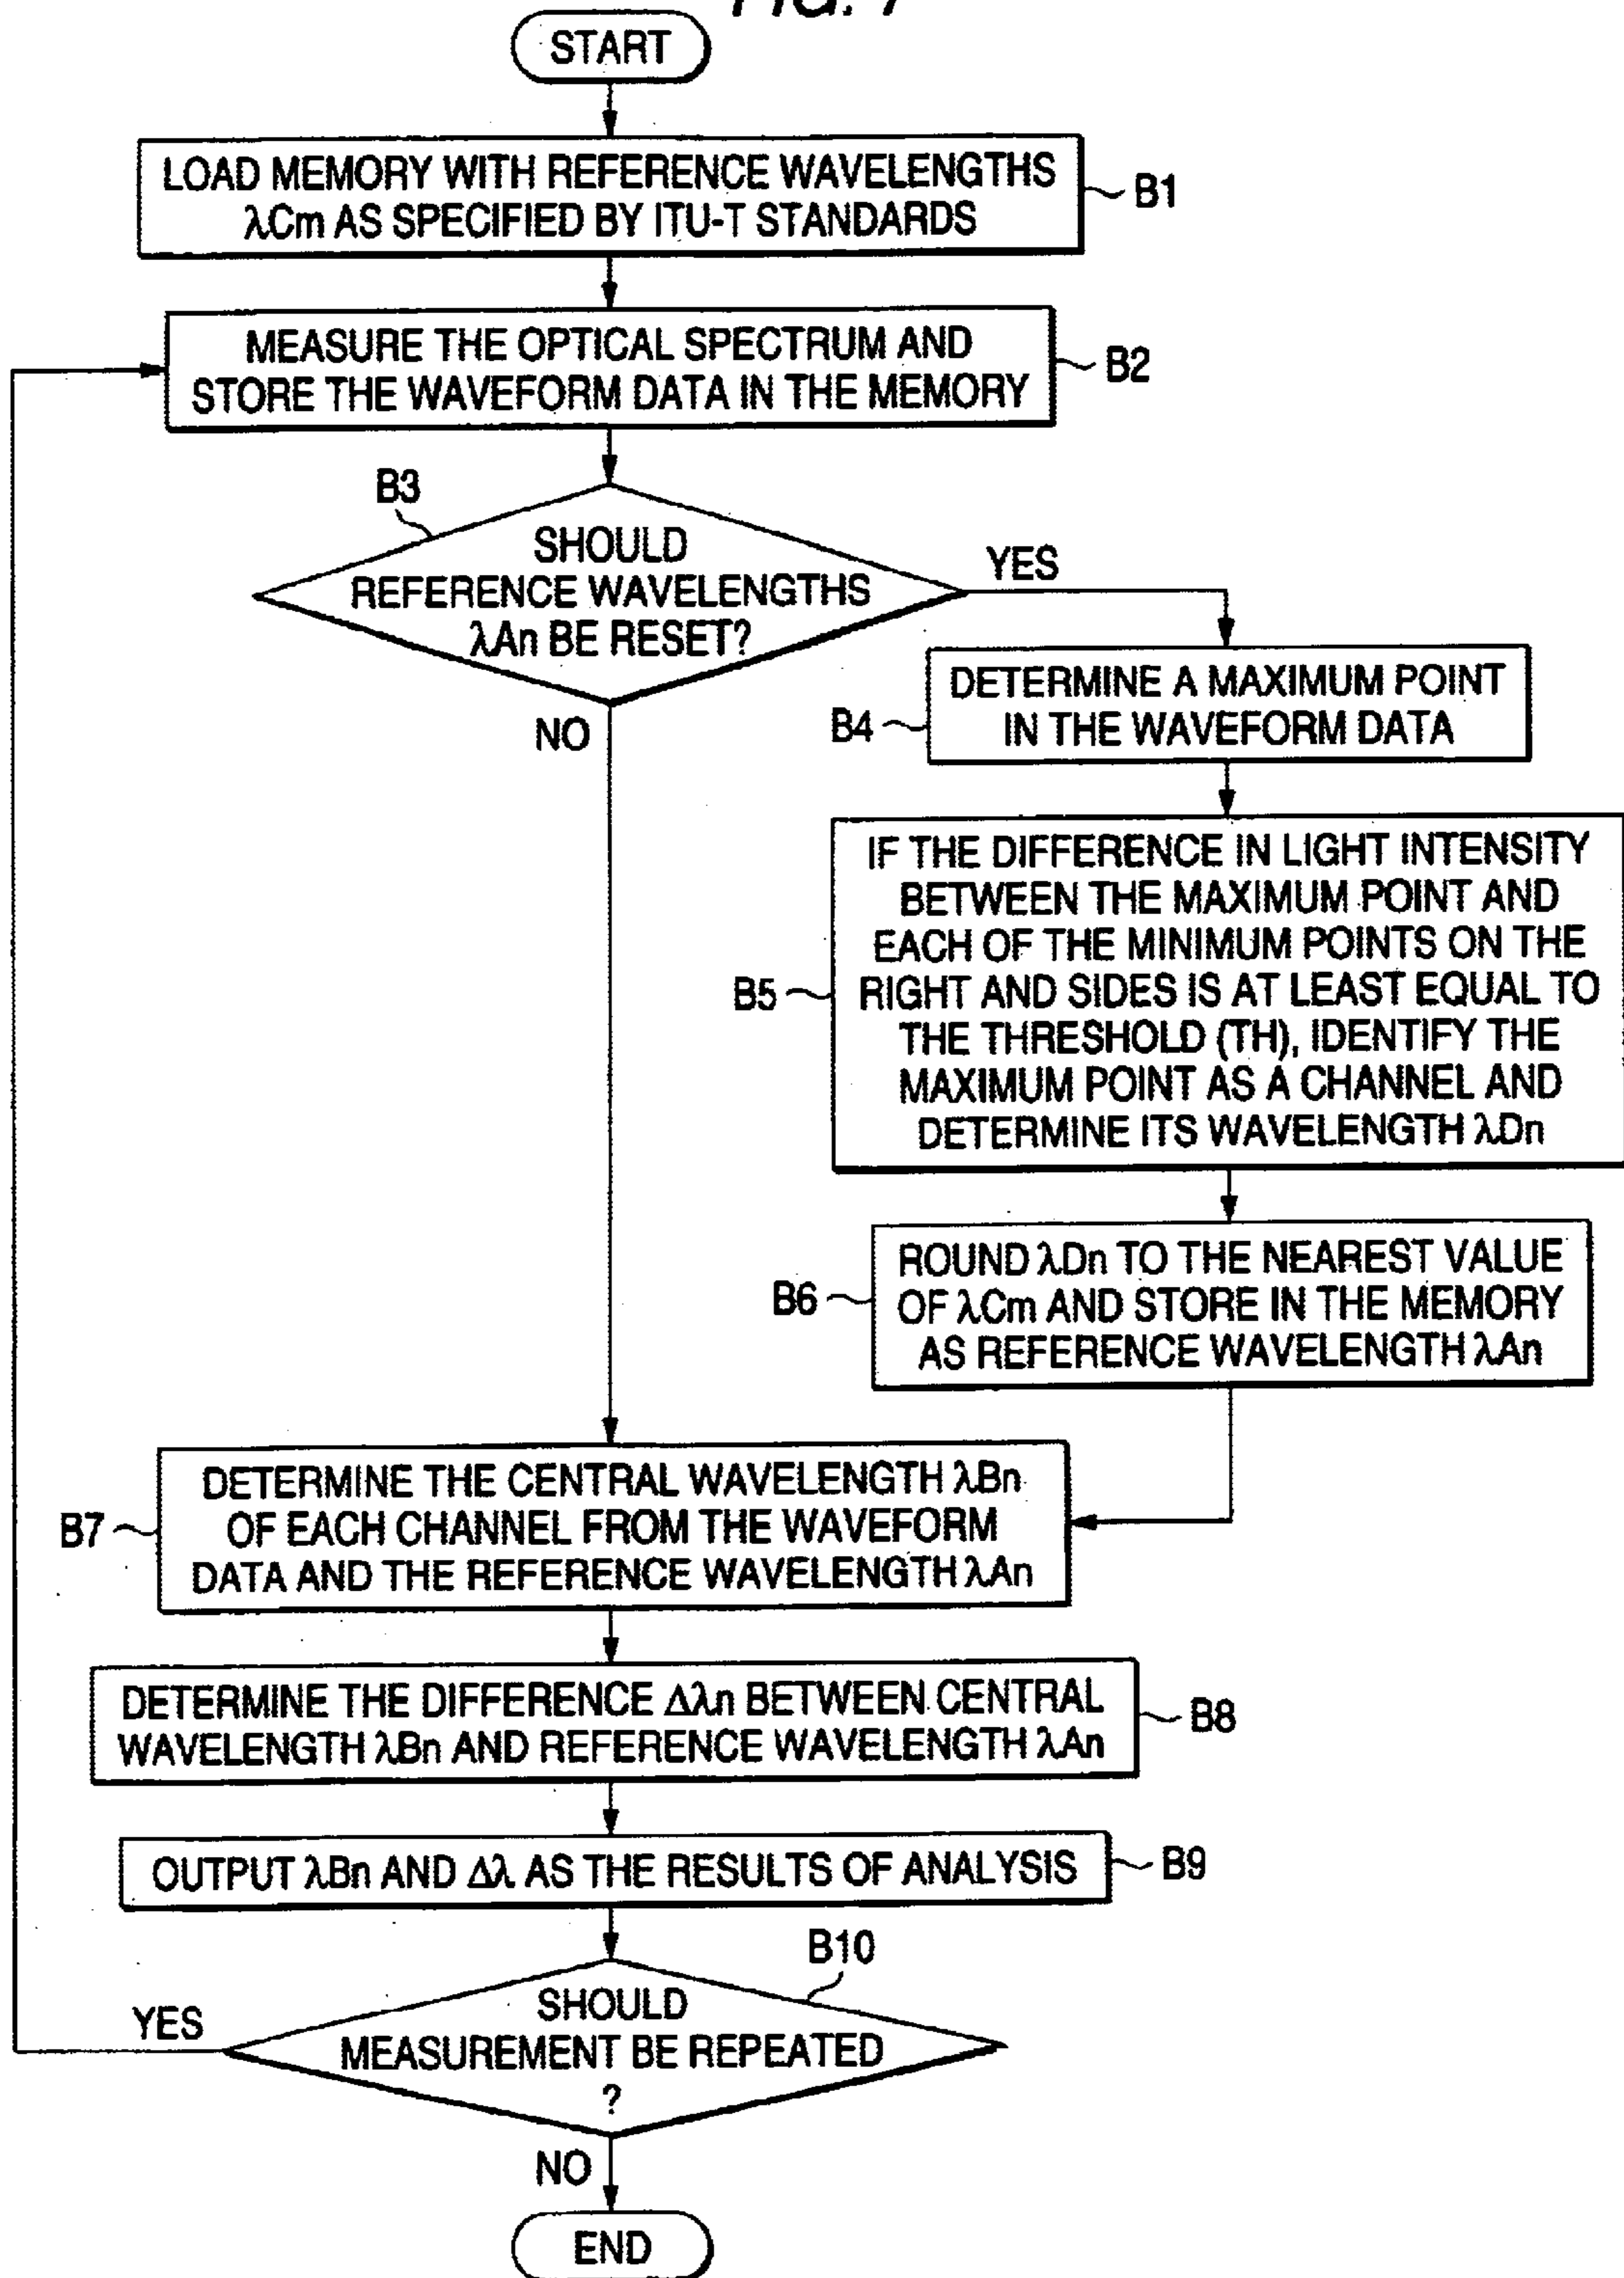 START
LOAD MEMORY WITH REFERENCE WAVELENGTHS
λCm AS SPECIFIED BY ITU-T STANDARDS
B1
MEASURE THE OPTICAL SPECTRUM AND
STORE THE WAVEFORM DATA IN THE MEMORY
B2
B3
SHOULD
REFERENCE WAVELENGTHS
λAn BE RESET?
YES
NO
DETERMINE A MAXIMUM POINT
IN THE WAVEFORM DATA
B4
IF THE DIFFERENCE IN LIGHT INTENSITY
BETWEEN THE MAXIMUM POINT AND
EACH OF THE MINIMUM POINTS ON THE
RIGHT AND SIDES IS AT LEAST EQUAL TO
THE THRESHOLD (TH), IDENTIFY THE
MAXIMUM POINT AS A CHANNEL AND
DETERMINE ITS WAVELENGTH λDn
B5
ROUND λDn TO THE NEAREST VALUE
OF λCm AND STORE IN THE MEMORY
AS REFERENCE WAVELENGTH λAn
B6
DETERMINE THE CENTRAL WAVELENGTH λBn
OF EACH CHANNEL FROM THE WAVEFORM
DATA AND THE REFERENCE WAVELENGTH λAn
B7
DETERMINE THE DIFFERENCE Δλn BETWEEN CENTRAL
WAVELENGTH λBn AND REFERENCE WAVELENGTH λAn
B8
OUTPUT λBn AND Δλ AS THE RESULTS OF ANALYSIS
B9
B10
SHOULD
MEASUREMENT BE REPEATED
?
YES
NO
END